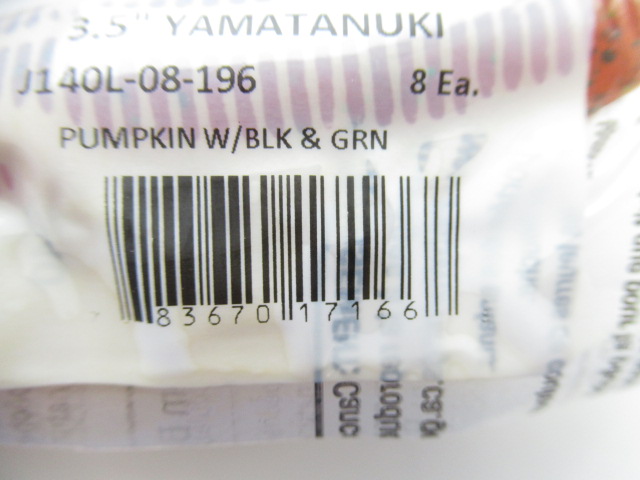 3.5" YAMATANUKI
J140L-08-196 8 Ea.
PUMPKIN W/BLK & GRN
83670 17166